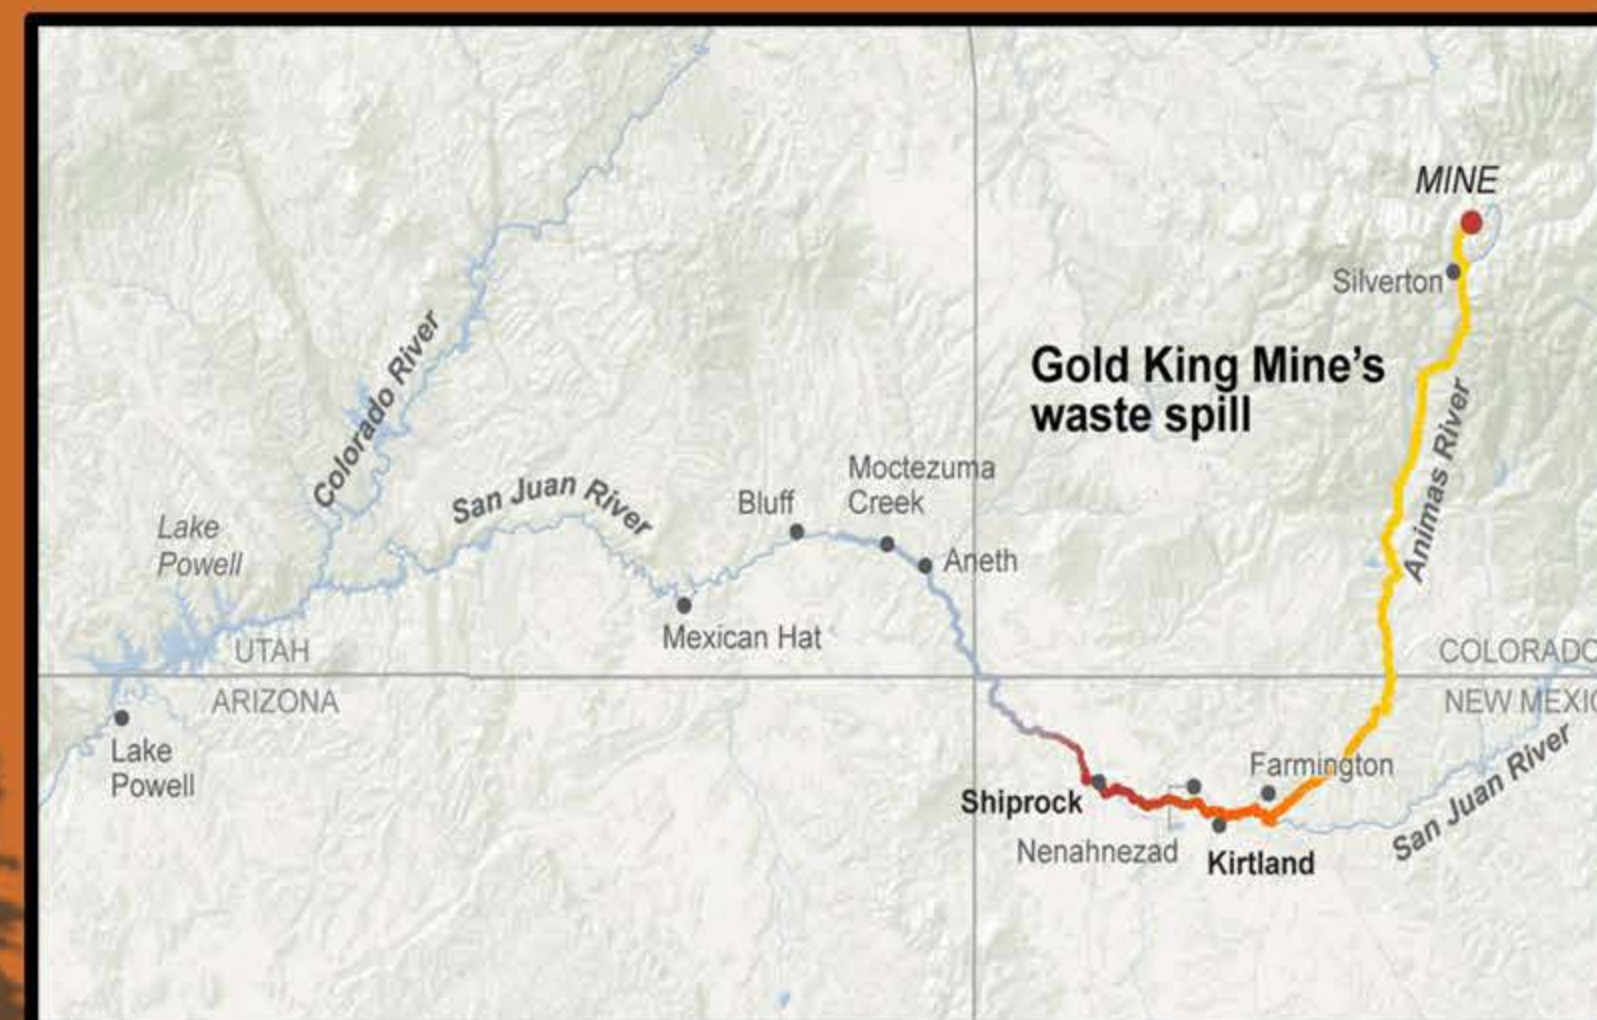 MINE
Silverton
Gold King Mine's
waste spill
Colorado River
Animas River
Moctezuma
Creek
San Juan River
Bluff
Lake
Powell
Aneth
Mexican Hat
UTAH
COLORADO
ARIZONA
NEW MEXIC
Lake
Powell
Farmington
San Juan River
Shiprock
Nenahnezad
Kirtland